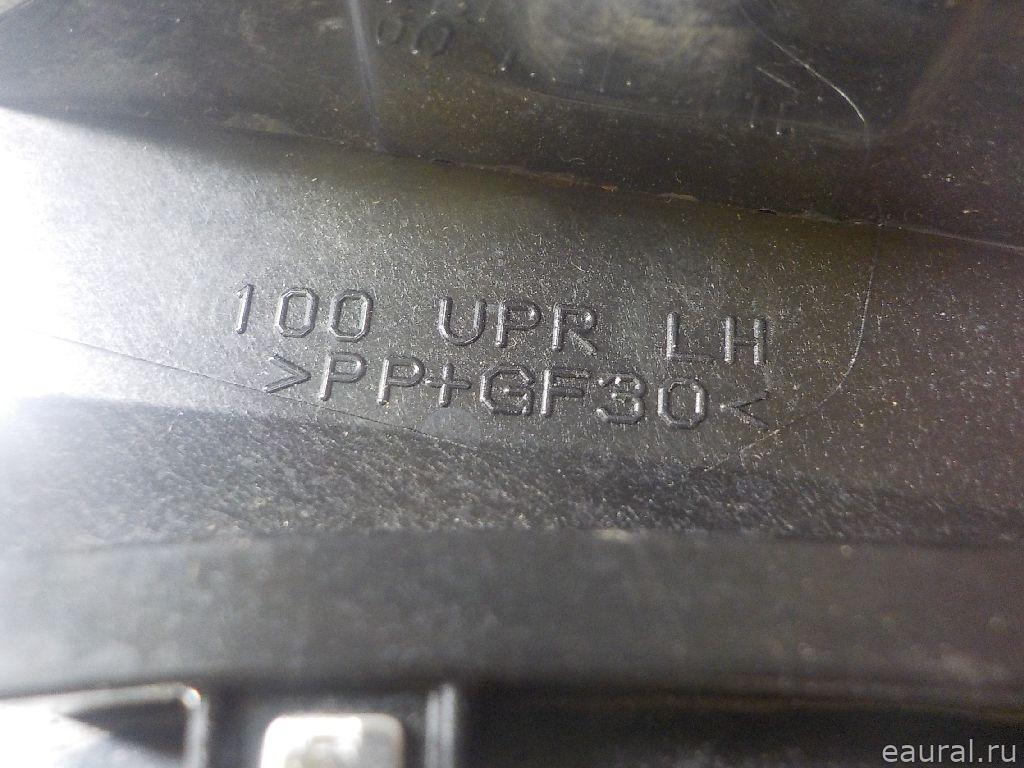 100 UPR LH
>PP+GF30<
eaural.ru